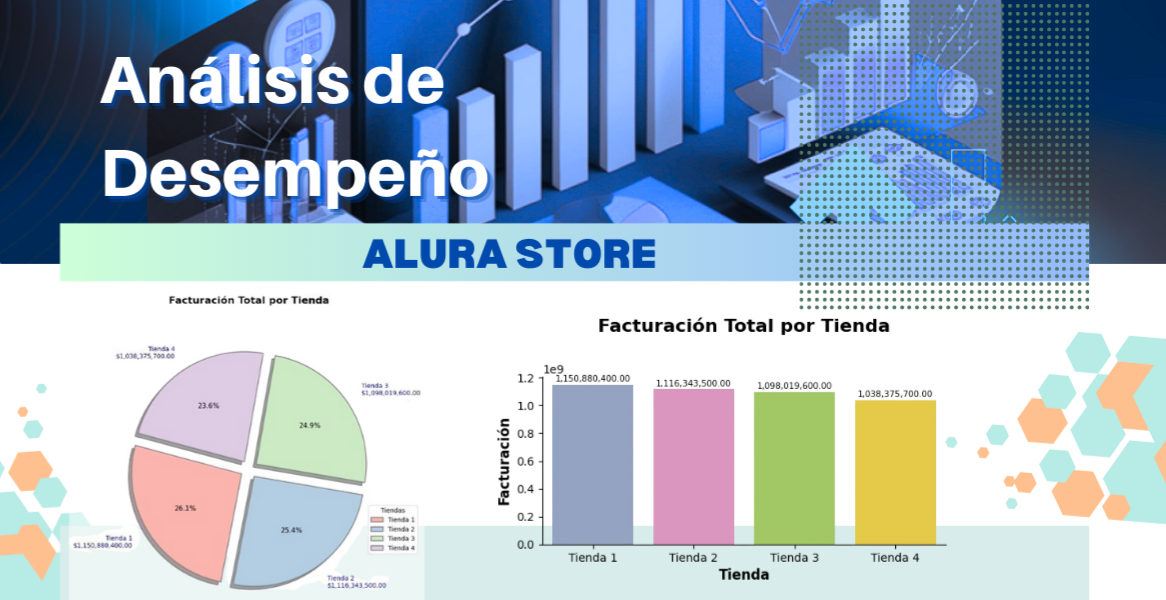 Análisis de
Desempeño
ALURA STORE
Facturación Total por Tienda
Tienda 4
$1,038,375,700.00
Tienda 3
$1,098,019,600.00
23.6%
24.9%
26.1%
25.4%
Tiendas
Tienda 1
Tienda 2
Tienda 3
Tienda 4
Tienda 1
$1,150,880,400.00
Tienda 2
$1,116,343,500.00
Facturación Total por Tienda
1e9
1.2
1.0
0.8
0.6
0.4
0.2
0.0
Facturación
1,150,880,400.00
1,116,343,500.00
1,098,019,600.00
1,038,375,700.00
Tienda 1
Tienda 2
Tienda 3
Tienda 4
Tienda